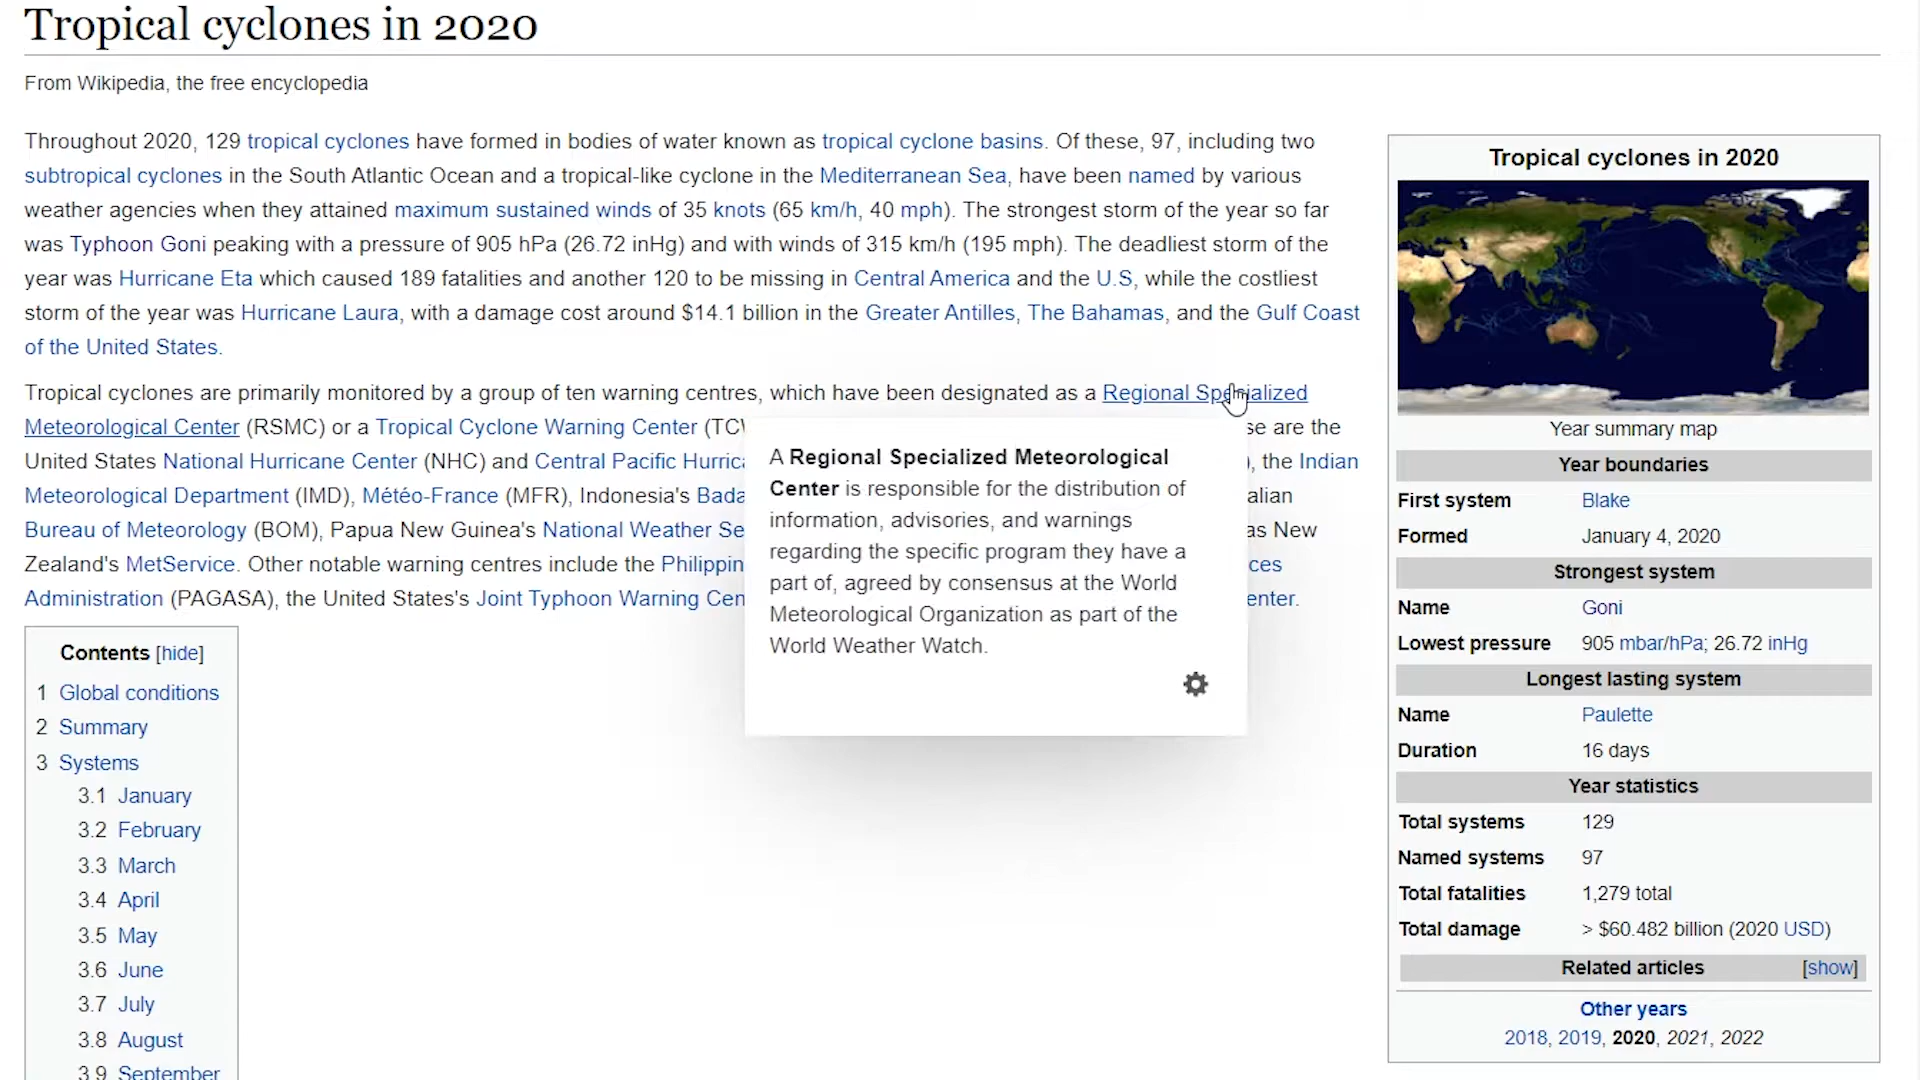 Tropical cyclones in 2020
From Wikipedia, the free encyclopedia
Throughout 2020, 129 tropical cyclones have formed in bodies of water known as tropical cyclone basins. Of these, 97, including two
subtropical cyclones in the South Atlantic Ocean and a tropical-like cyclone in the Mediterranean Sea, have been named by various
weather agencies when they attained maximum sustained winds of 35 knots (65 km/h, 40 mph). The strongest storm of the year so far
was Typhoon Goni peaking with a pressure of 905 hPa (26.72 inHg) and with winds of 315 km/h (195 mph). The deadliest storm of the
year was Hurricane Eta which caused 189 fatalities and another 120 to be missing in Central America and the U.S, while the costliest
storm of the year was Hurricane Laura, with a damage cost around $14.1 billion in the Greater Antilles, The Bahamas, and the Gulf Coast
of the United States.
Tropical cyclones are primarily monitored by a group of ten warning centres, which have been designated as a Regional Specialized
Meteorological Center (RSMC) or a Tropical Cyclone Warning Center (TCW se are the
United States National Hurricane Center (NHC) and Central Pacific Hurrica ), the Indian
Meteorological Department (IMD), Météo-France (MFR), Indonesia's Bada alian
Bureau of Meteorology (BOM), Papua New Guinea's National Weather Se as New
Zealand's MetService. Other notable warning centres include the Philippin ces
Administration (PAGASA), the United States's Joint Typhoon Warning Cen enter.
A Regional Specialized Meteorological
Center is responsible for the distribution of
information, advisories, and warnings
regarding the specific program they have a
part of, agreed by consensus at the World
Meteorological Organization as part of the
World Weather Watch.
Contents [hide]
1 Global conditions
2 Summary
3 Systems
3.1 January
3.2 February
3.3 March
3.4 April
3.5 May
3.6 June
3.7 July
3.8 August
3.9 September
Tropical cyclones in 2020
Year summary map
Year boundaries
First system Blake
Formed January 4, 2020
Strongest system
Name Goni
Lowest pressure 905 mbar/hPa; 26.72 inHg
Longest lasting system
Name Paulette
Duration 16 days
Year statistics
Total systems 129
Named systems 97
Total fatalities 1,279 total
Total damage > $60.482 billion (2020 USD)
Related articles [show]
Other years
2018, 2019, 2020, 2021, 2022